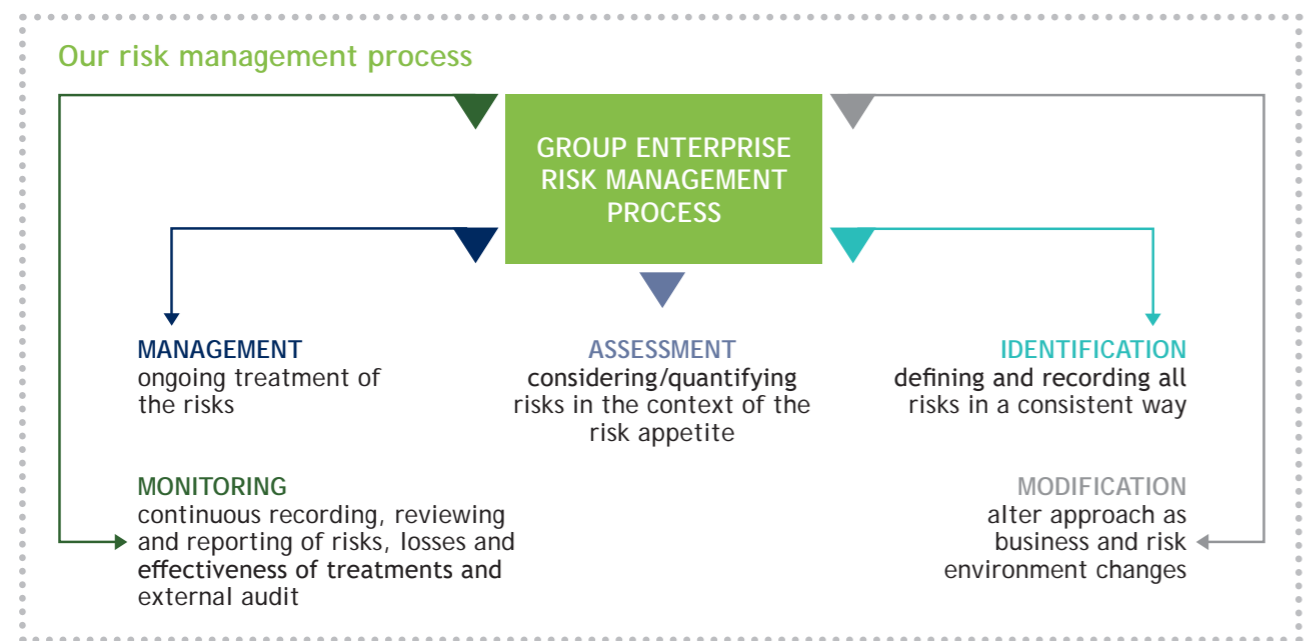 Our risk management process
GROUP ENTERPRISE
RISK MANAGEMENT
PROCESS
MANAGEMENT
ongoing treatment of
the risks
ASSESSMENT
considering/quantifying
risks in the context of the
risk appetite
IDENTIFICATION
defining and recording all
risks in a consistent way
MONITORING
continuous recording, reviewing
and reporting of risks, losses and
effectiveness of treatments and
external audit
MODIFICATION
alter approach as
business and risk
environment changes